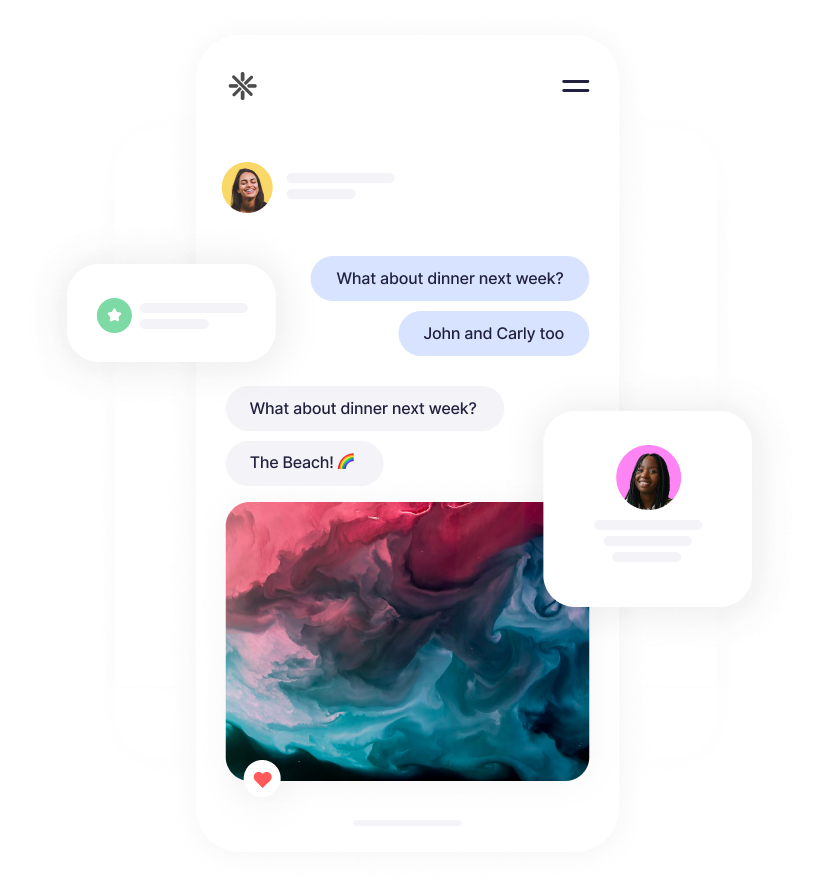 What about dinner next week?
John and Carly too
What about dinner next week?
The Beach! 🌈